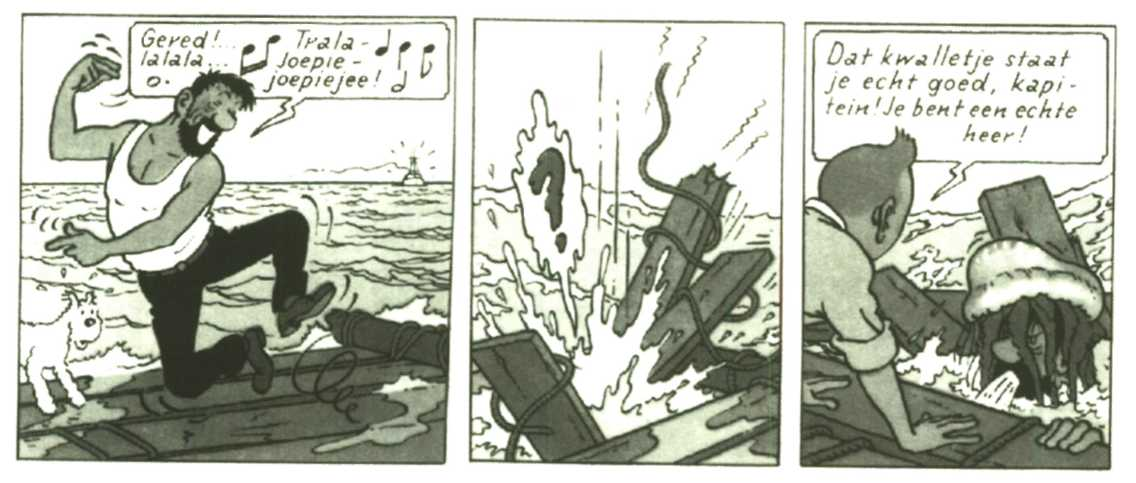 Gered!... Trala-
lalala... Joepie-
joepiejee!
?
Dat kwalletje staat
je echt goed, kapi-
tein! Je bent een echte
heer!